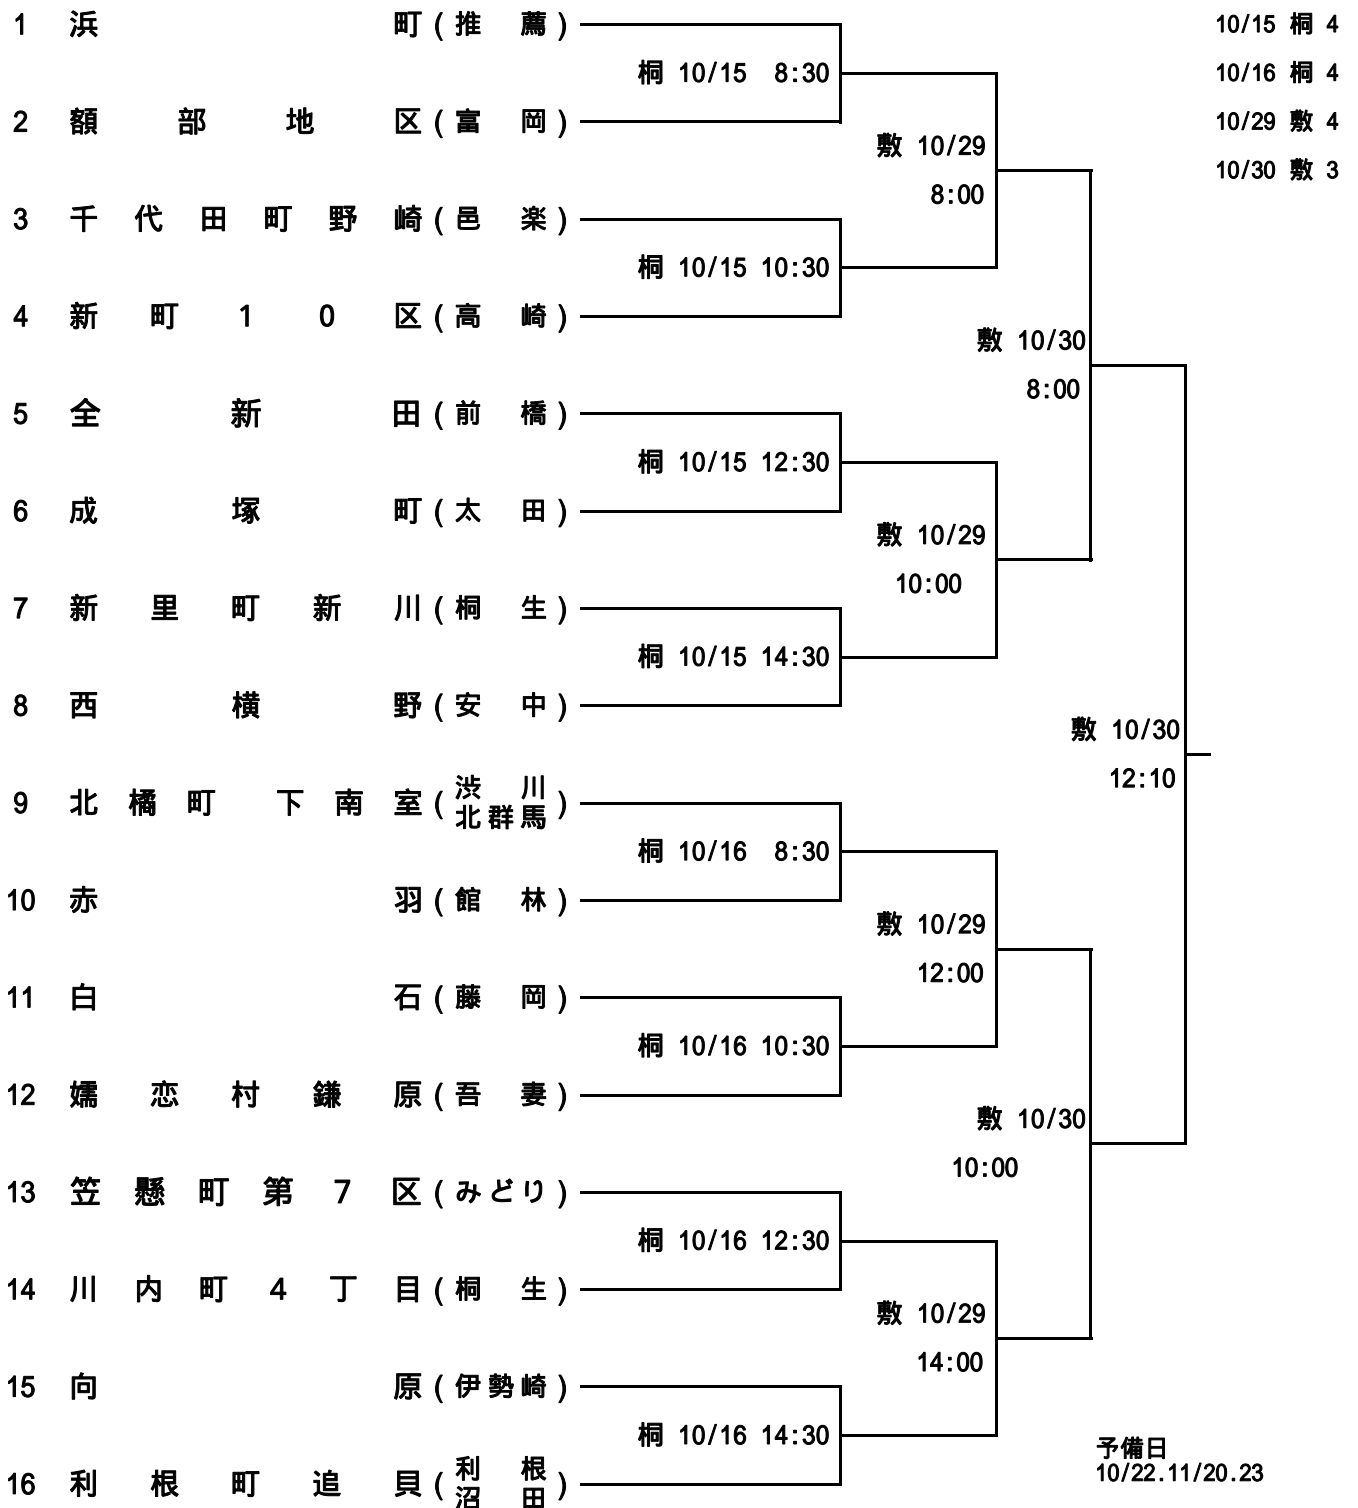 1 浜町(推薦)
10/15 桐 4
桐 10/15 8:30
10/16 桐 4
2 額部地区(富岡)
10/29 敷 4
敷 10/29
8:00
10/30 敷 3
3 千代田町野崎(邑楽)
桐 10/15 10:30
4 新町10区(高崎)
敷 10/30
8:00
5 全新田(前橋)
桐 10/15 12:30
6 成塚町(太田)
敷 10/29
10:00
7 新里町新川(桐生)
桐 10/15 14:30
8 西横野(安中)
敷 10/30
12:10
9 北橘町 下南室(渋川北群馬)
桐 10/16 8:30
10 赤羽(館林)
敷 10/29
12:00
11 白石(藤岡)
桐 10/16 10:30
12 嬬恋村鎌原(吾妻)
敷 10/30
10:00
13 笠懸町第7区(みどり)
桐 10/16 12:30
14 川内町4丁目(桐生)
敷 10/29
14:00
15 向原(伊勢崎)
桐 10/16 14:30
16 利根町追貝(利根沼田)
予備日
10/22.11/20.23